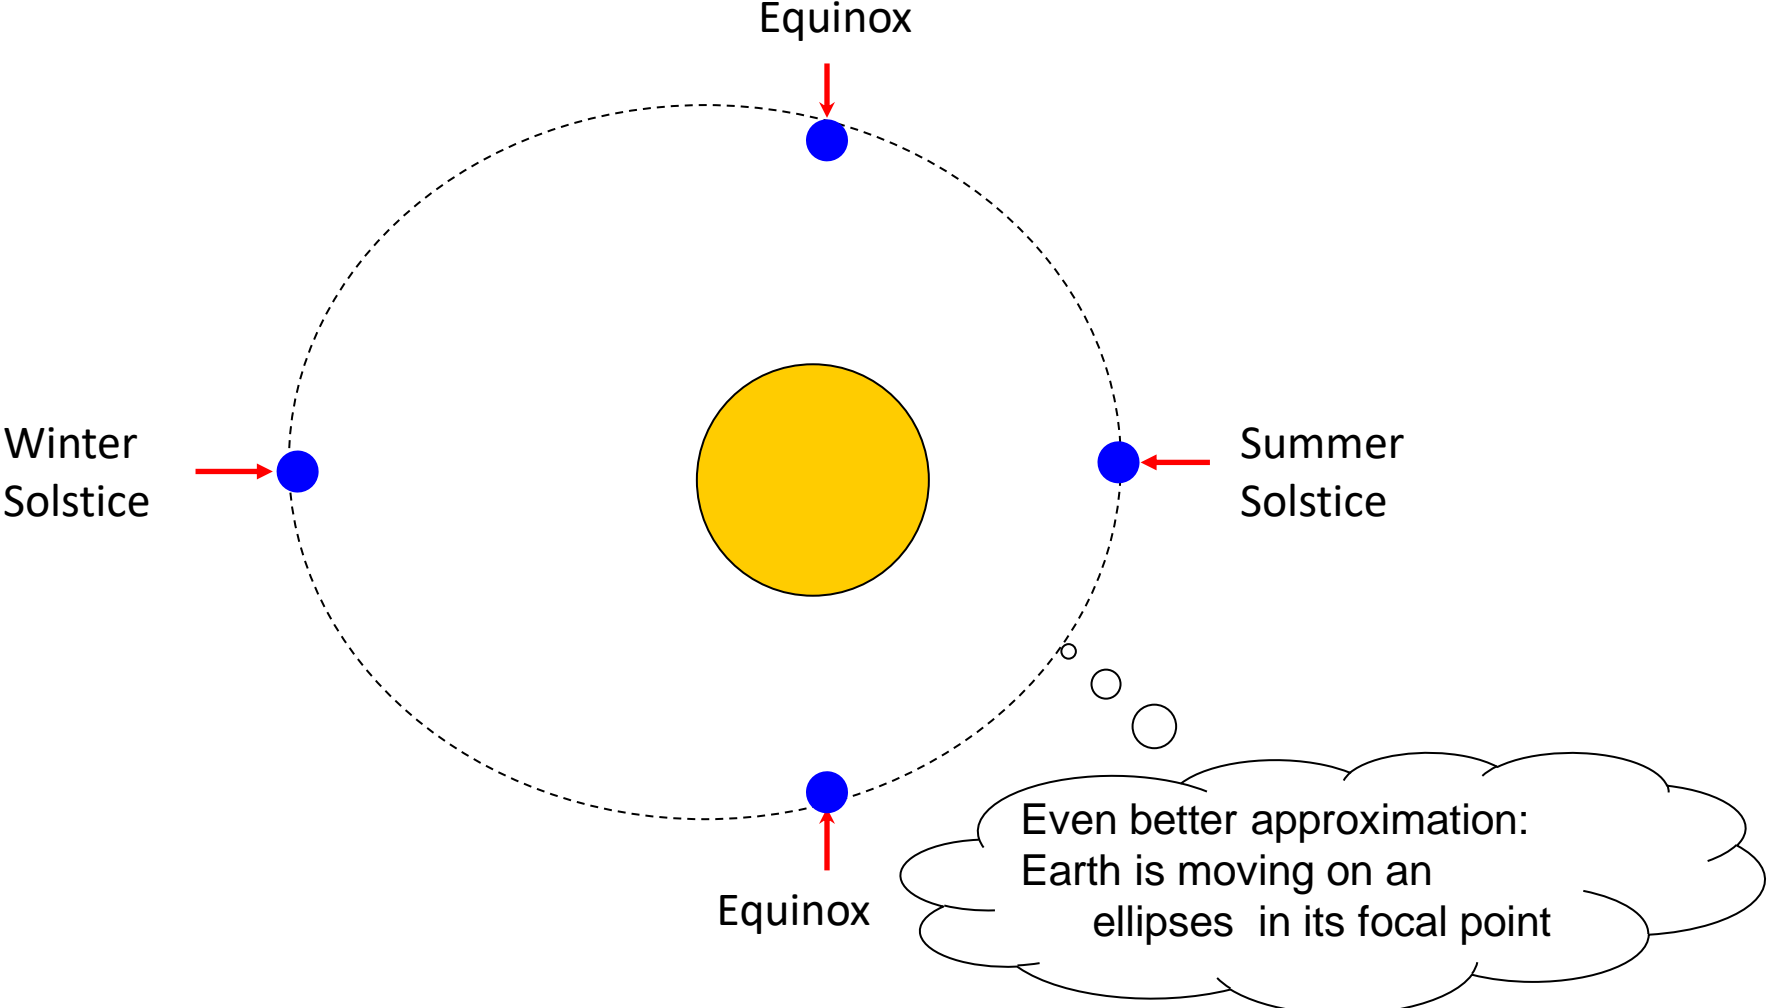 Equinox
Winter
Solstice
Summer
Solstice
Even better approximation:
Earth is moving on an
ellipses  in its focal point
Equinox